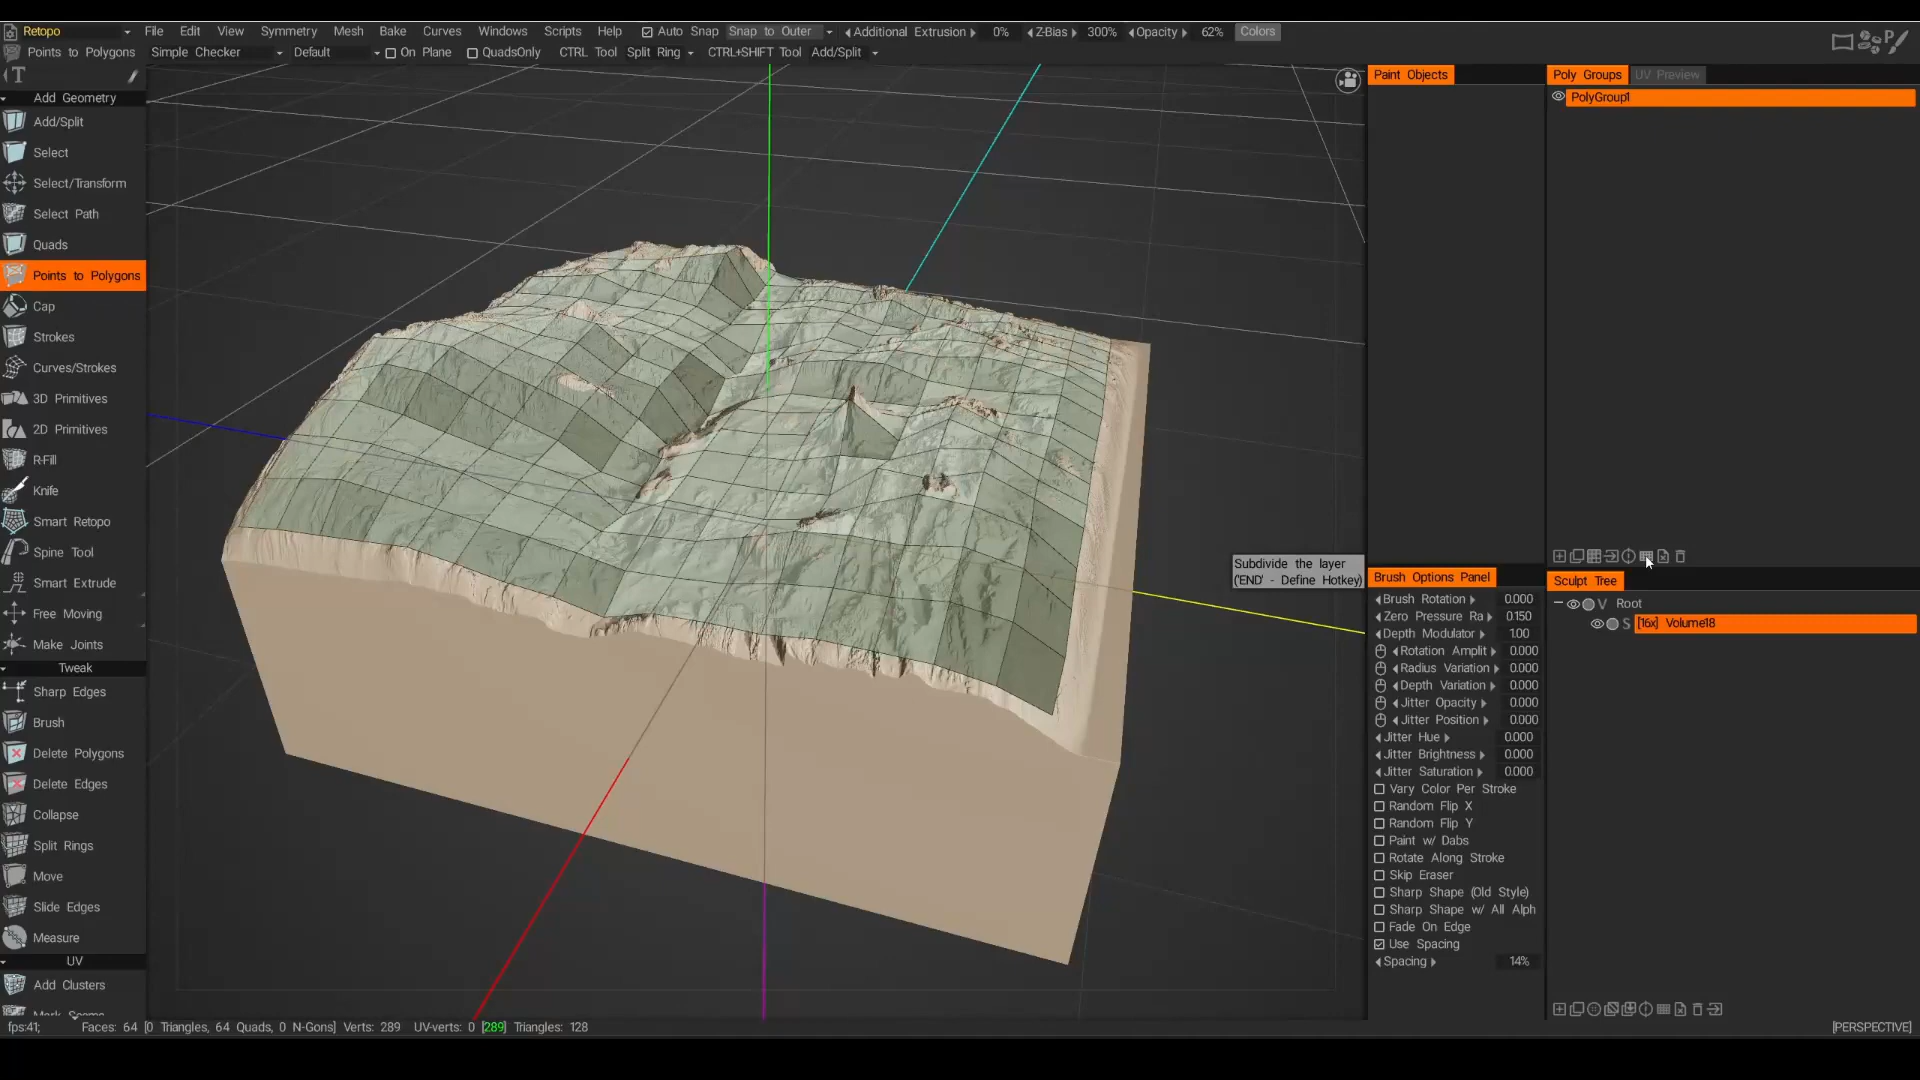 Retopo File Edit View Symmetry Mesh Bake Curves Windows Scripts Help Auto Snap Snap to Outer Additional Extrusion 0% Z-Bias 300% Opacity 62% Colors
Points to Polygons Simple Checker Default On Plane QuadsOnly CTRL Tool Split Ring CTRL+SHIFT Tool Add/Split
Add Geometry
Add/Split
Select
Select/Transform
Select Path
Quads
Points to Polygons
Cap
Strokes
Curves/Strokes
3D Primitives
2D Primitives
R-Fill
Knife
Smart Retopo
Spine Tool
Smart Extrude
Free Moving
Make Joints
Tweak
Sharp Edges
Brush
Delete Polygons
Delete Edges
Collapse
Split Rings
Move
Slide Edges
Measure
UV
Add Clusters
Subdivide the layer
('END' - Define Hotkey)
Paint Objects
Brush Options Panel
Brush Rotation 0.000
Zero Pressure Ra 0.150
Depth Modulator 1.00
Rotation Amplit 0.000
Radius Variation 0.000
Depth Variation 0.000
Jitter Opacity 0.000
Jitter Position 0.000
Jitter Hue 0.000
Jitter Brightness 0.000
Jitter Saturation 0.000
Vary Color Per Stroke
Random Flip X
Random Flip Y
Paint w/ Dabs
Rotate Along Stroke
Skip Eraser
Sharp Shape (Old Style)
Sharp Shape w/ All Alph
Fade On Edge
Use Spacing
Spacing 14%
Poly Groups UV Preview
PolyGroup1
Sculpt Tree
V Root
S [16x] Volume18
fps:41; Faces: 64 [0 Triangles, 64 Quads, 0 N-Gons] Verts: 289 UV-verts: 0 [289] Triangles: 128
[PERSPECTIVE]